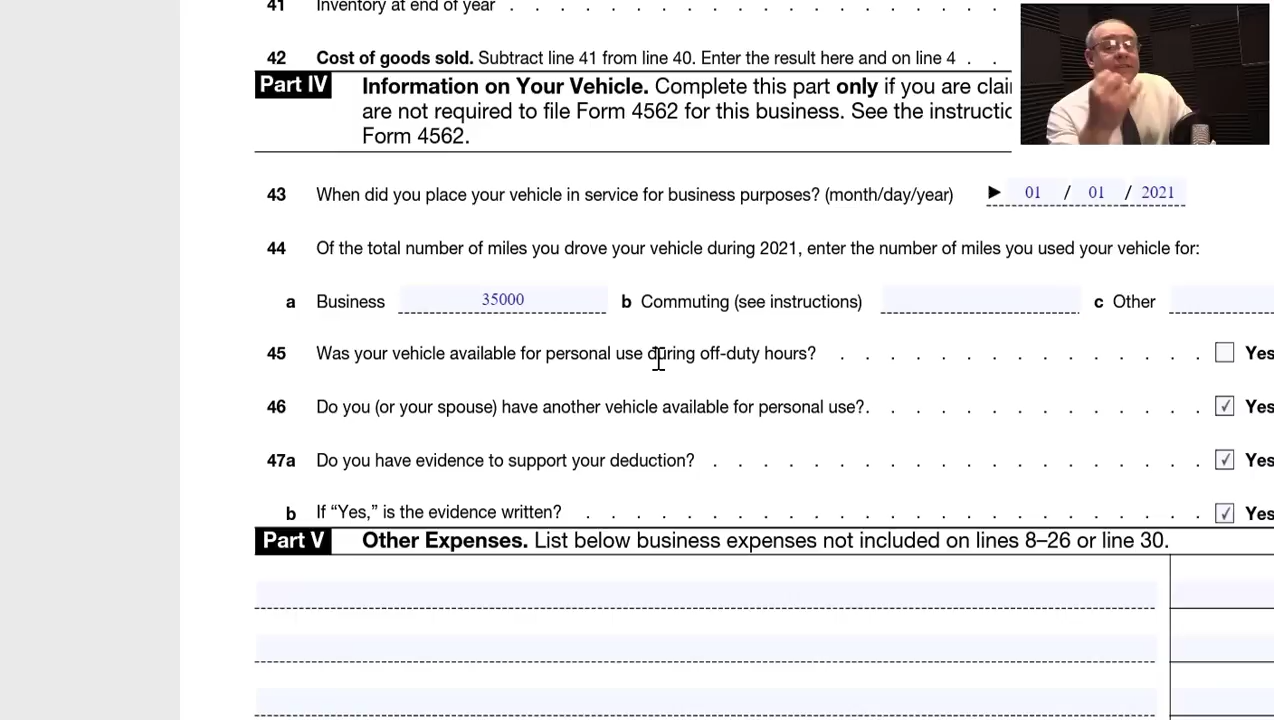 41 Inventory at end of year . . . . . . . . . . . . . . . . . . . .
42 Cost of goods sold. Subtract line 41 from line 40. Enter the result here and on line 4 . .
Part IV Information on Your Vehicle. Complete this part only if you are clai
are not required to file Form 4562 for this business. See the instructio
Form 4562.
43 When did you place your vehicle in service for business purposes? (month/day/year) ▶ 01 / 01 / 2021
44 Of the total number of miles you drove your vehicle during 2021, enter the number of miles you used your vehicle for:
a Business 35000 b Commuting (see instructions) c Other
45 Was your vehicle available for personal use during off-duty hours? . . . . . . . . . . . . . . . Yes
46 Do you (or your spouse) have another vehicle available for personal use?. . . . . . . . . . . . . . Yes
47a Do you have evidence to support your deduction? . . . . . . . . . . . . . . . . . . . . Yes
b If “Yes,” is the evidence written? . . . . . . . . . . . . . . . . . . . . . . . . . Yes
Part V Other Expenses. List below business expenses not included on lines 8–26 or line 30.